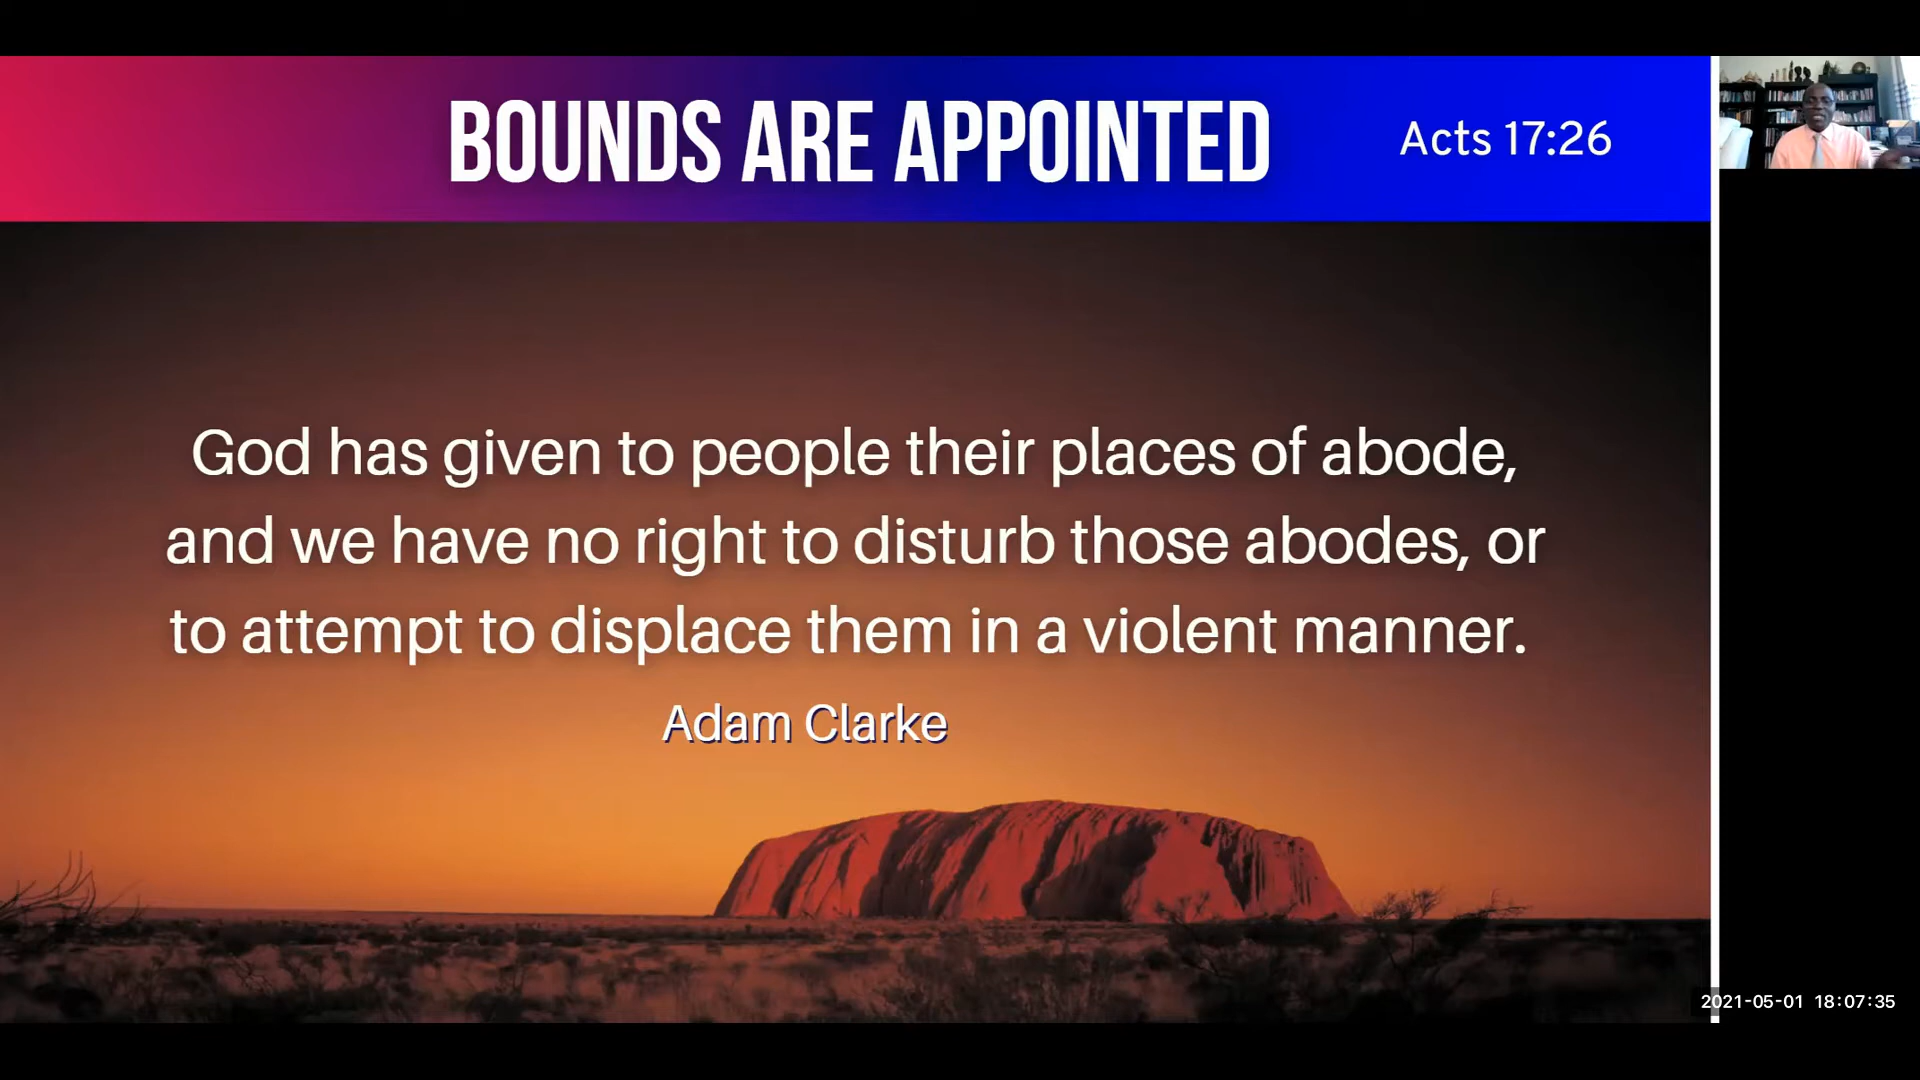 BOUNDS ARE APPOINTED
Acts 17:26
God has given to people their places of abode,
and we have no right to disturb those abodes, or
to attempt to displace them in a violent manner.
Adam Clarke
2021-05-01 18:07:35